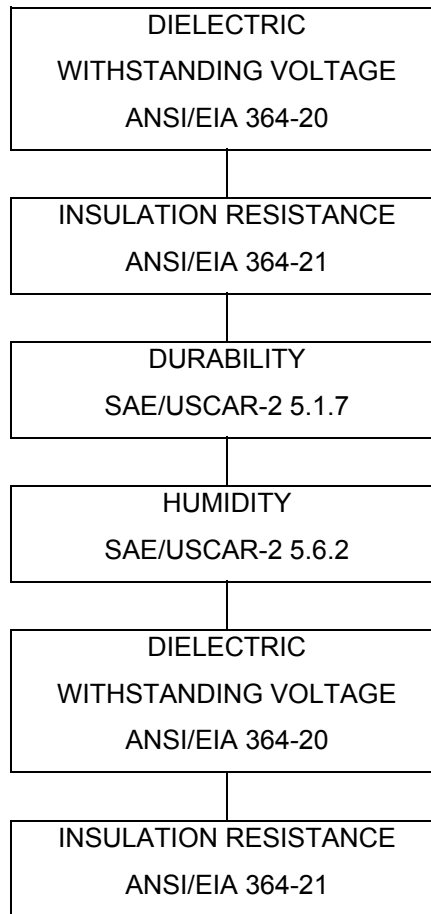 DIELECTRIC
WITHSTANDING VOLTAGE
ANSI/EIA 364-20
INSULATION RESISTANCE
ANSI/EIA 364-21
DURABILITY
SAE/USCAR-2 5.1.7
HUMIDITY
SAE/USCAR-2 5.6.2
DIELECTRIC
WITHSTANDING VOLTAGE
ANSI/EIA 364-20
INSULATION RESISTANCE
ANSI/EIA 364-21